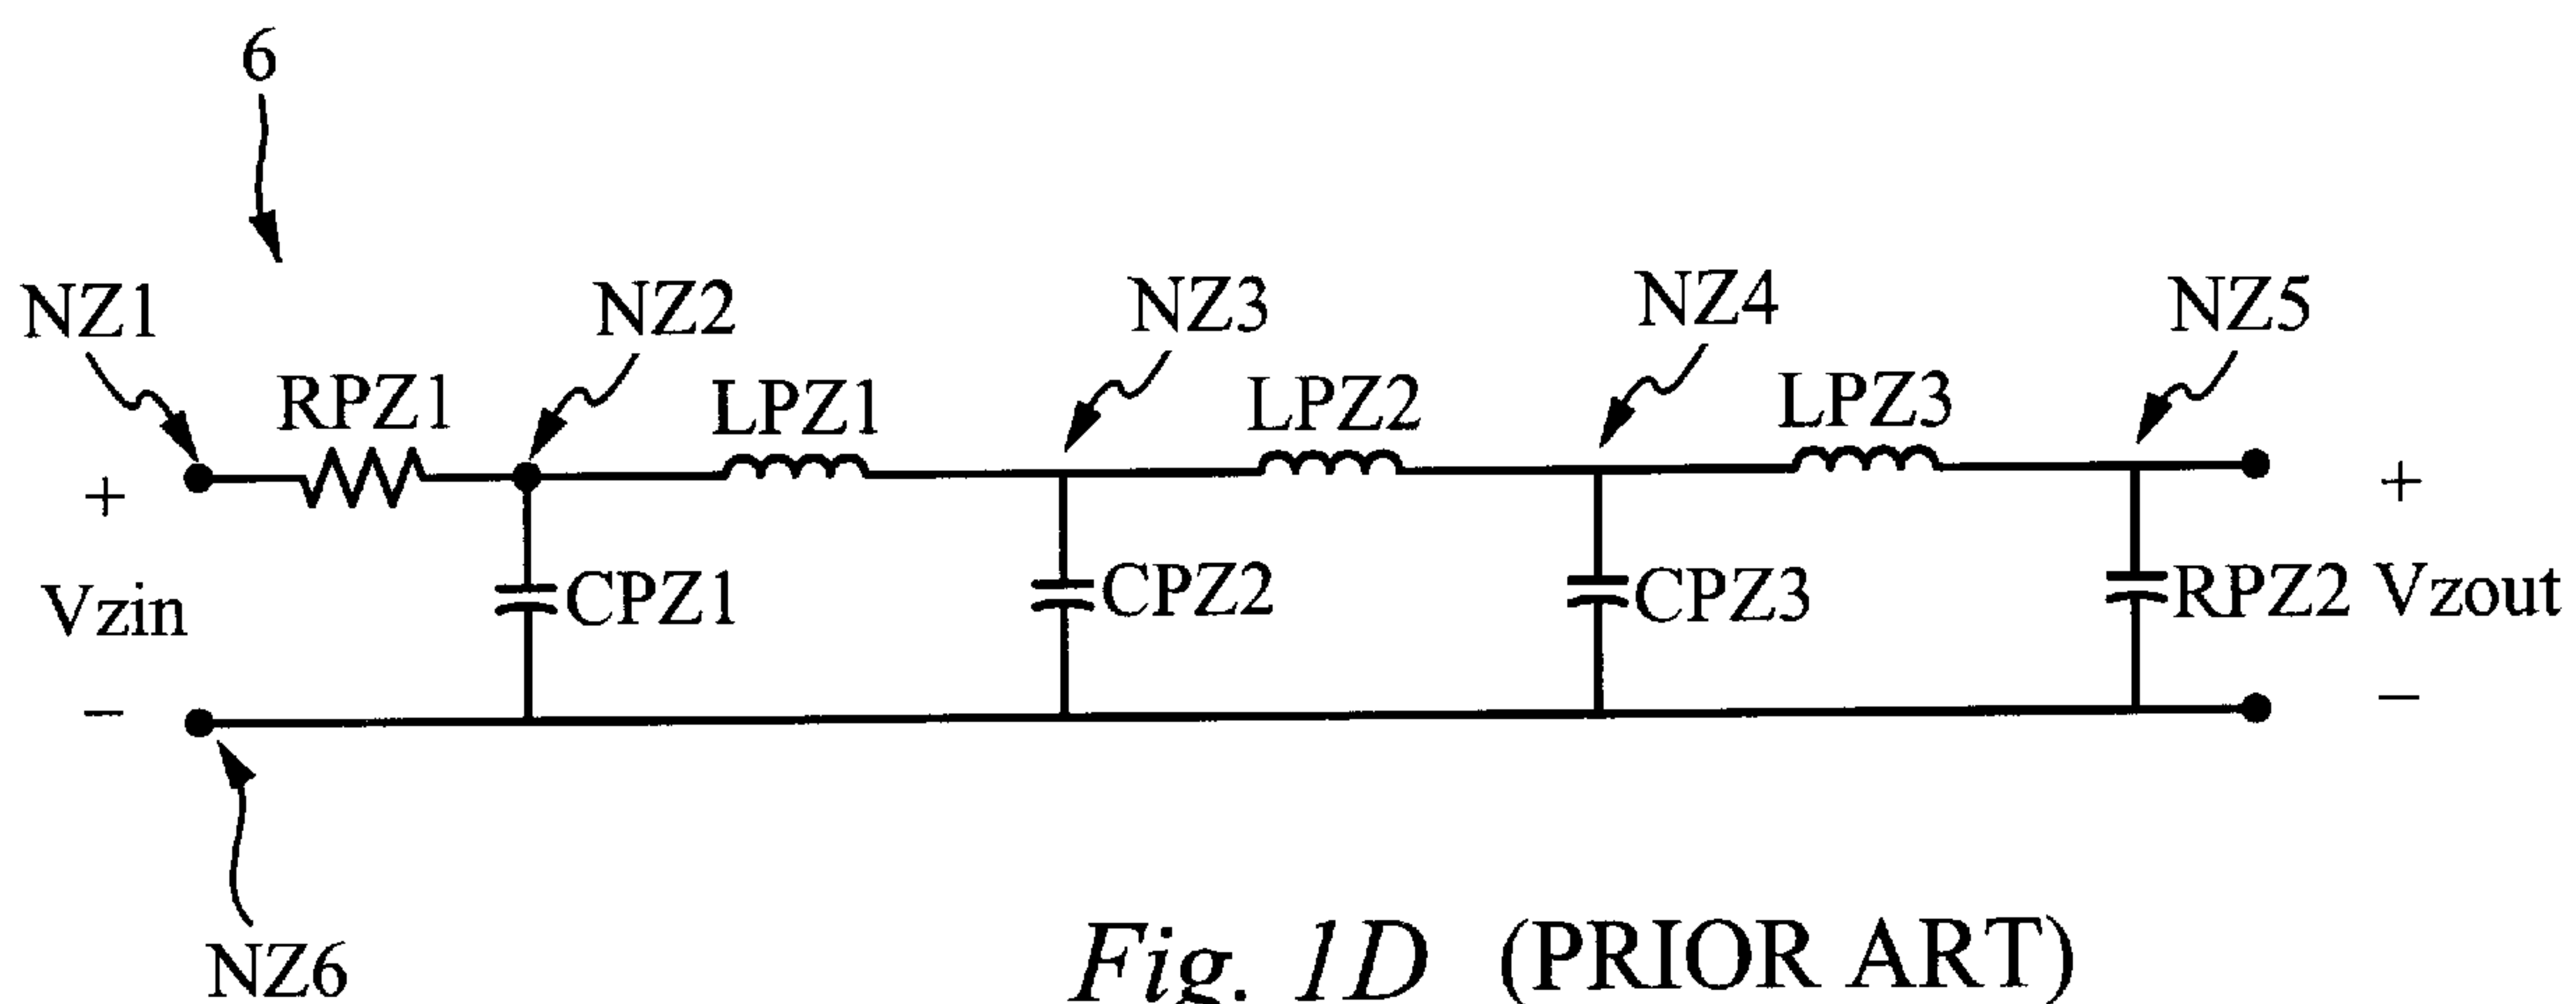 6
NZ1
NZ2
NZ3
NZ4
NZ5
RPZ1
LPZ1
LPZ2
LPZ3
+
+
Vzin
CPZ1
CPZ2
CPZ3
RPZ2
Vzout
−
−
NZ6
Fig. 1D (PRIOR ART)